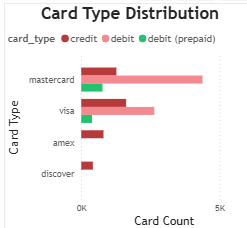 Card Type Distribution
card_type credit debit debit (prepaid)
Card Type
mastercard
visa
amex
discover
0K 5K
Card Count